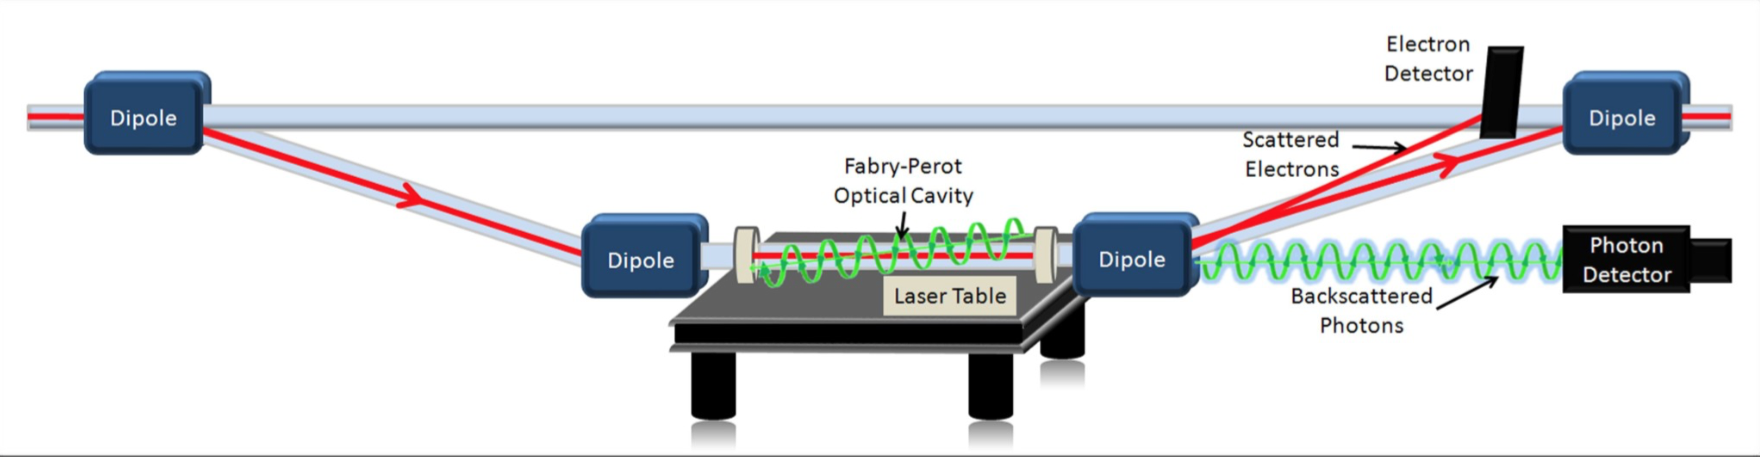 Dipole
Dipole
Fabry-Perot
Optical Cavity
Laser Table
Dipole
Scattered
Electrons
Electron
Detector
Dipole
Backscattered
Photons
Photon
Detector